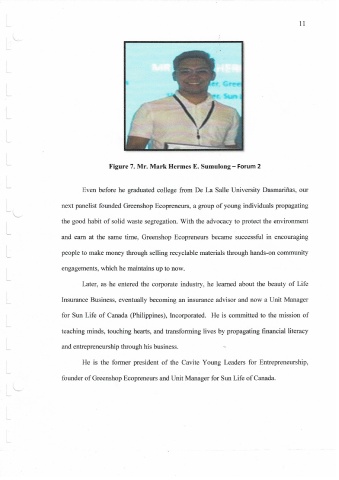 11
er, Gree
er, Sun L
Figure 7. Mr. Mark Hermes E. Sumulong – Forum 2
Even before he graduated college from De La Salle University Dasmariñas, our
next panelist founded Greenshop Ecopreneurs, a group of young individuals propagating
the good habit of solid waste segregation. With the advocacy to protect the environment
and earn at the same time, Greenshop Ecopreneurs became successful in encouraging
people to make money through selling recyclable materials through hands-on community
engagements, which he maintains up to now.
Later, as he entered the corporate industry, he learned about the beauty of Life
Insurance Business, eventually becoming an insurance advisor and now a Unit Manager
for Sun Life of Canada (Philippines), Incorporated. He is committed to the mission of
teaching minds, touching hearts, and transforming lives by propagating financial literacy
and entrepreneurship through his business.
He is the former president of the Cavite Young Leaders for Entrepreneurship,
founder of Greenshop Ecopreneurs and Unit Manager for Sun Life of Canada.